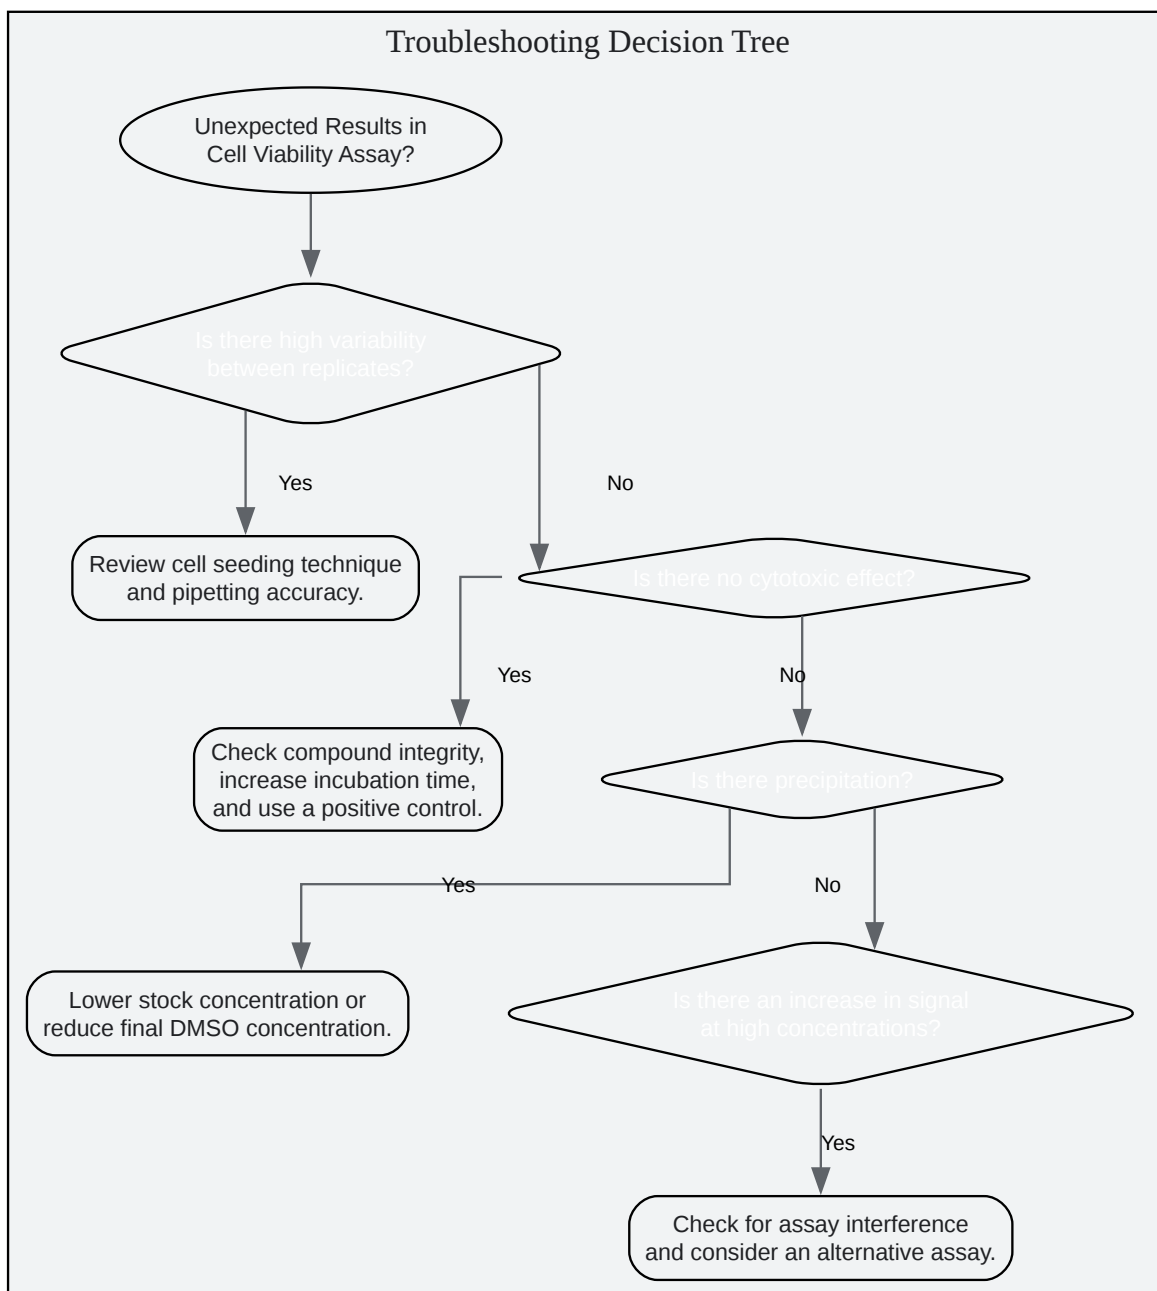 Troubleshooting Decision Tree
Unexpected Results in
Cell Viability Assay?
Is there high variability
between replicates?
Yes
No
Review cell seeding technique
and pipetting accuracy.
Is there no cytotoxic effect?
Yes
No
Check compound integrity,
increase incubation time,
and use a positive control.
Is there precipitation?
Yes
No
Lower stock concentration or
reduce final DMSO concentration.
Is there an increase in signal
at high concentrations?
Yes
Check for assay interference
and consider an alternative assay.